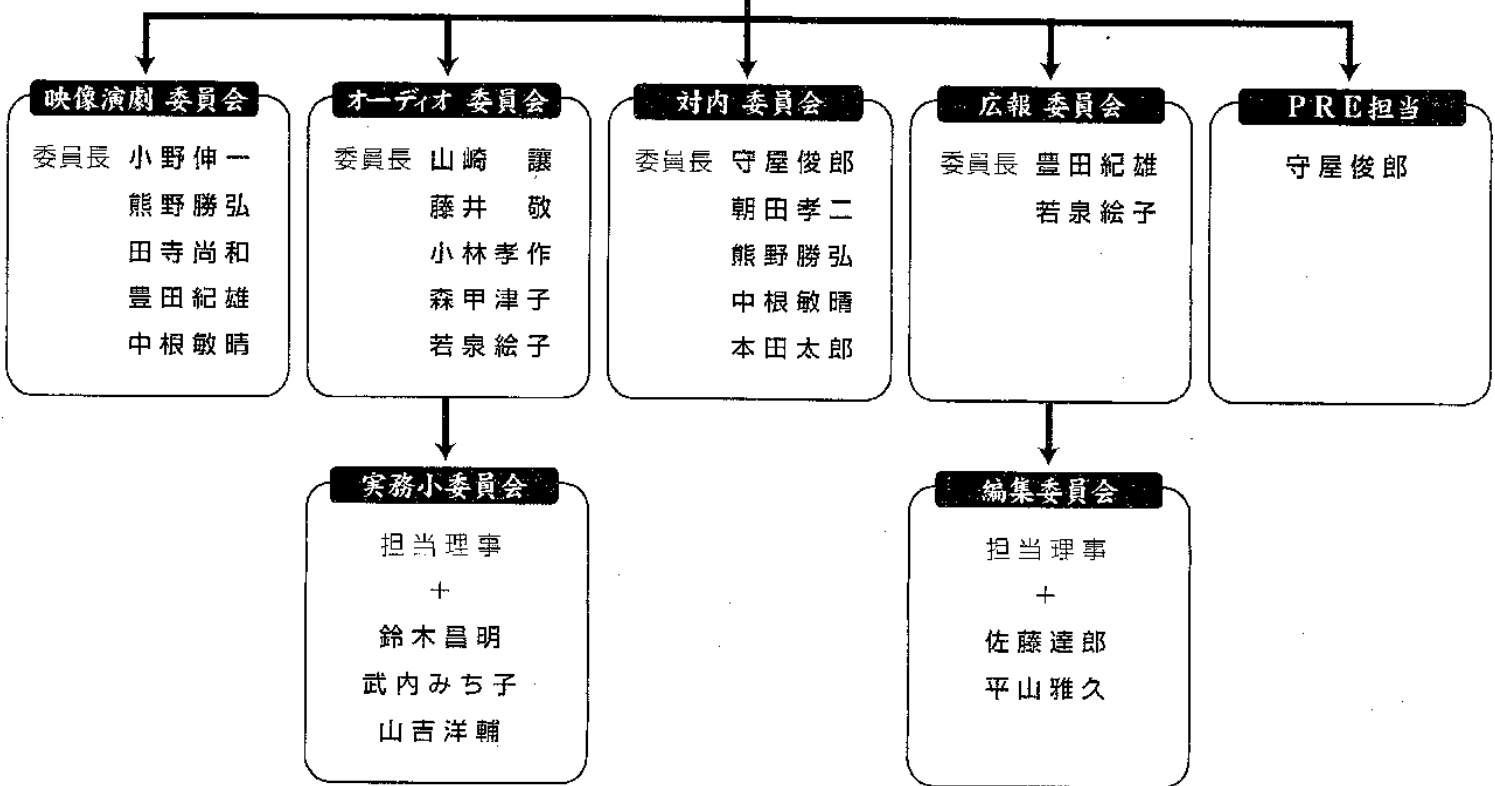 映像演劇 委員会
委員長 小野伸一
熊野勝弘
田寺尚和
豊田紀雄
中根敏晴
オーディオ 委員会
委員長 山崎 譲
藤井 敬
小林孝作
森甲津子
若泉絵子
対内 委員会
委員長 守屋俊郎
朝田孝二
熊野勝弘
中根敏晴
本田太郎
広報 委員会
委員長 豊田紀雄
若泉絵子
PRE担当
守屋俊郎
実務小委員会
担当理事
+
鈴木昌明
武内みち子
山吉洋輔
編集委員会
担当理事
+
佐藤達郎
平山雅久